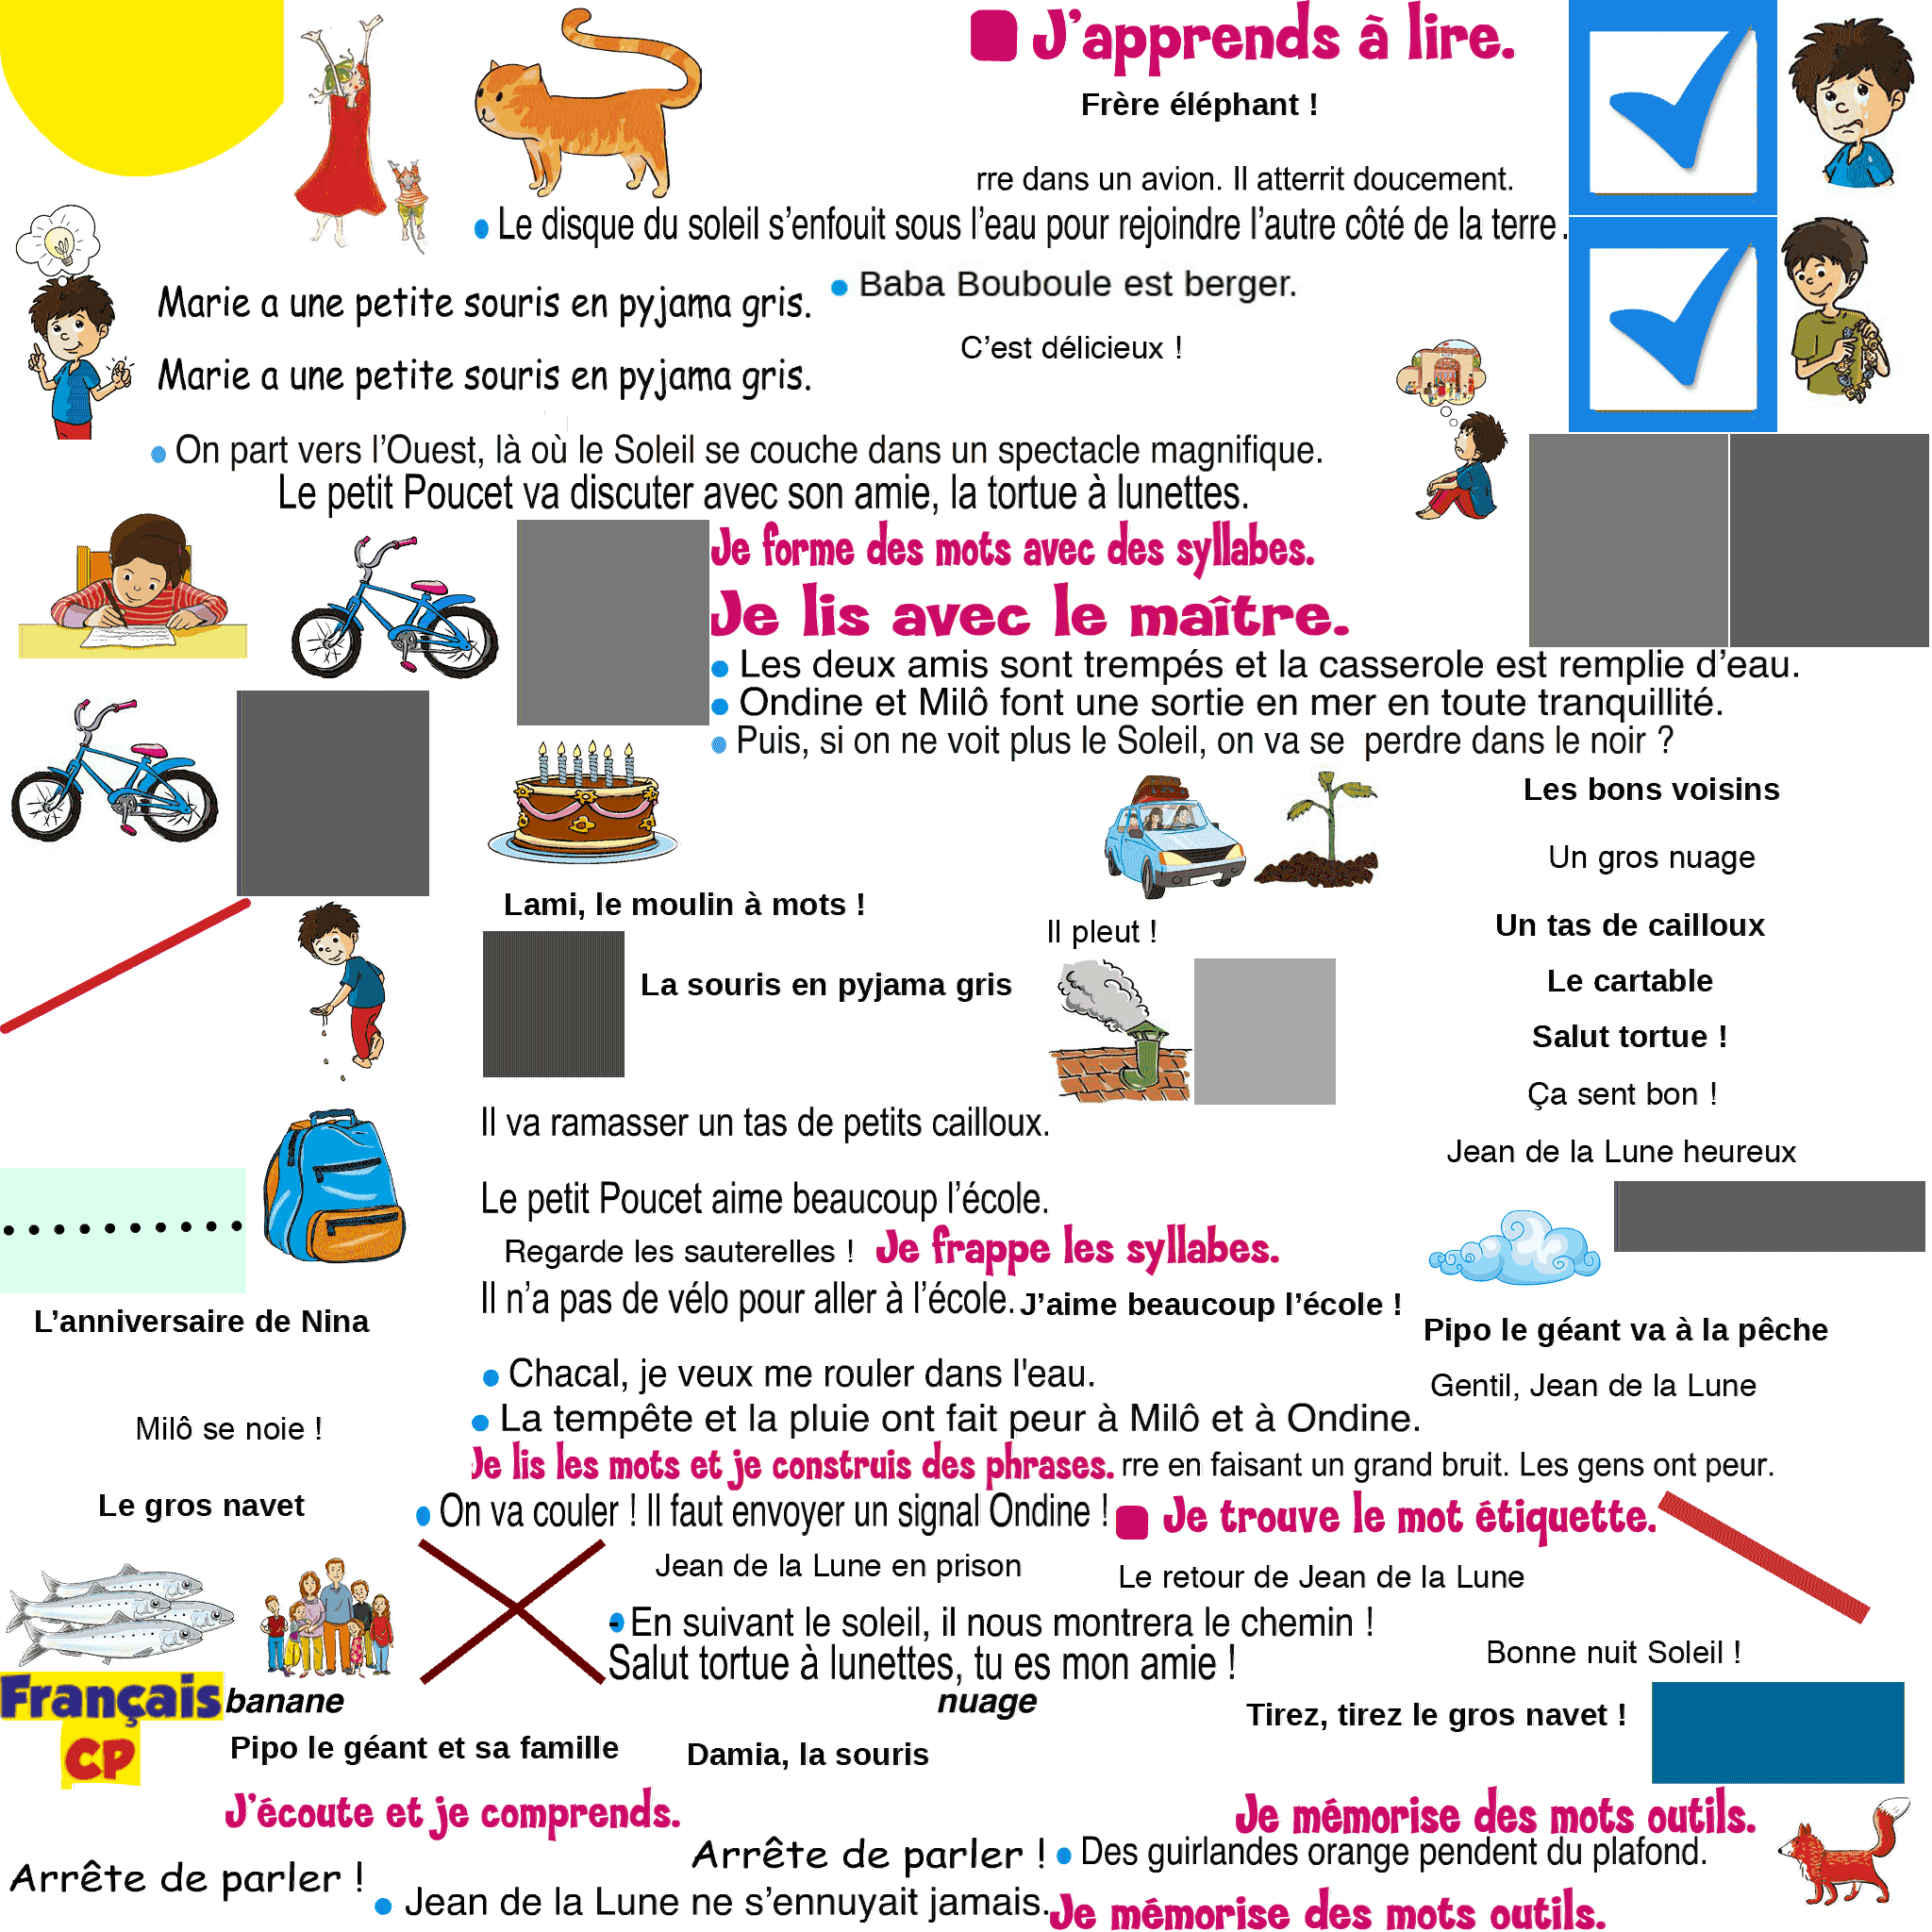 J'apprends à lire.
Frère éléphant !
rre dans un avion. Il atterrit doucement.
Le disque du soleil s'enfouit sous l'eau pour rejoindre l'autre côté de la terre.
Baba Bouboule est berger.
Marie a une petite souris en pyjama gris.
C'est délicieux !
Marie a une petite souris en pyjama gris.
On part vers l'Ouest, là où le Soleil se couche dans un spectacle magnifique.
Le petit Poucet va discuter avec son amie, la tortue à lunettes.
Je forme des mots avec des syllabes.
Je lis avec le maître.
Les deux amis sont trempés et la casserole est remplie d'eau.
Ondine et Milô font une sortie en mer en toute tranquillité.
Puis, si on ne voit plus le Soleil, on va se perdre dans le noir ?
Les bons voisins
Un gros nuage
Lami, le moulin à mots !
Un tas de cailloux
Il pleut !
La souris en pyjama gris
Le cartable
Salut tortue !
Ça sent bon !
Il va ramasser un tas de petits cailloux.
Jean de la Lune heureux
Le petit Poucet aime beaucoup l'école.
Regarde les sauterelles !
Je frappe les syllabes.
Il n'a pas de vélo pour aller à l'école.
J'aime beaucoup l'école !
L'anniversaire de Nina
Pipo le géant va à la pêche
Chacal, je veux me rouler dans l'eau.
Gentil, Jean de la Lune
La tempête et la pluie ont fait peur à Milô et à Ondine.
Milô se noie !
Je lis les mots et je construis des phrases.
rre en faisant un grand bruit. Les gens ont peur.
Le gros navet
On va couler ! Il faut envoyer un signal Ondine !
Je trouve le mot étiquette.
Jean de la Lune en prison
Le retour de Jean de la Lune
En suivant le soleil, il nous montrera le chemin !
Bonne nuit Soleil !
Salut tortue à lunettes, tu es mon amie !
Français
CP
banane
nuage
Tirez, tirez le gros navet !
Pipo le géant et sa famille
Damia, la souris
J'écoute et je comprends.
Je mémorise des mots outils.
Arrête de parler !
Des guirlandes orange pendent du plafond.
Arrête de parler !
Jean de la Lune ne s'ennuyait jamais.
Je mémorise des mots outils.